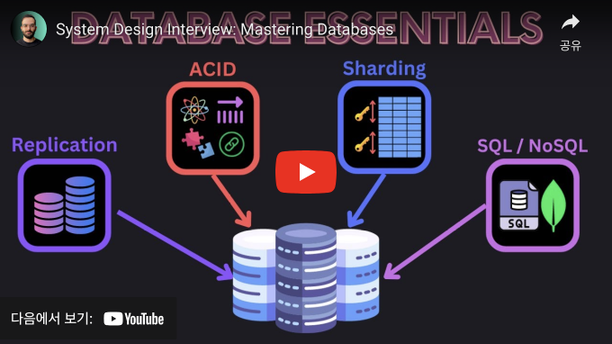 DATABASE ESSENTIALS
System Design Interview: Mastering Databases
공유
ACID
Sharding
Replication
SQL / NoSQL
SQL
다음에서 보기: YouTube